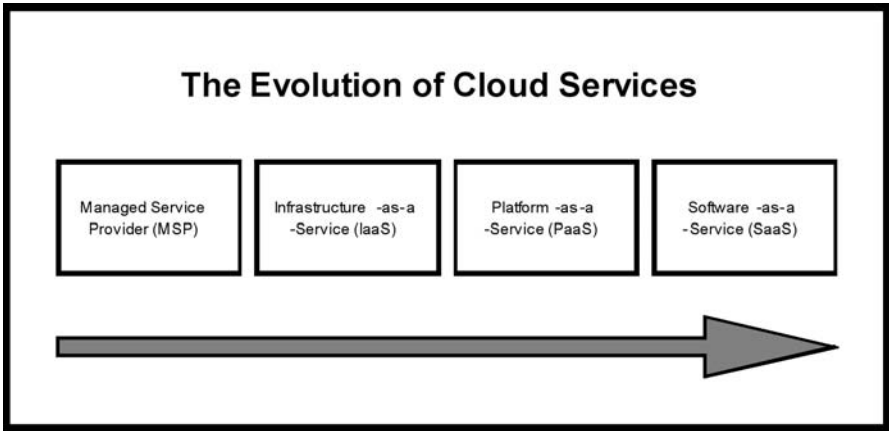 The Evolution of Cloud Services
Managed Service
Provider (MSP)
Infrastructure -as-a
-Service (IaaS)
Platform -as-a
-Service (PaaS)
Software -as-a
-Service (SaaS)